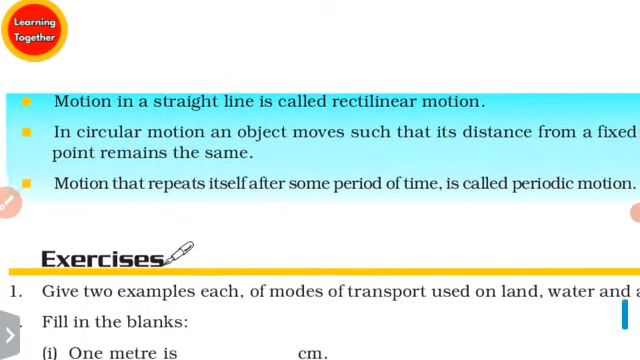 Learning
Together
Motion in a straight line is called rectilinear motion.
In circular motion an object moves such that its distance from a fixed
point remains the same.
Motion that repeats itself after some period of time, is called periodic motion.
Exercises
1. Give two examples each, of modes of transport used on land, water and a
. Fill in the blanks:
(i) One metre is cm.